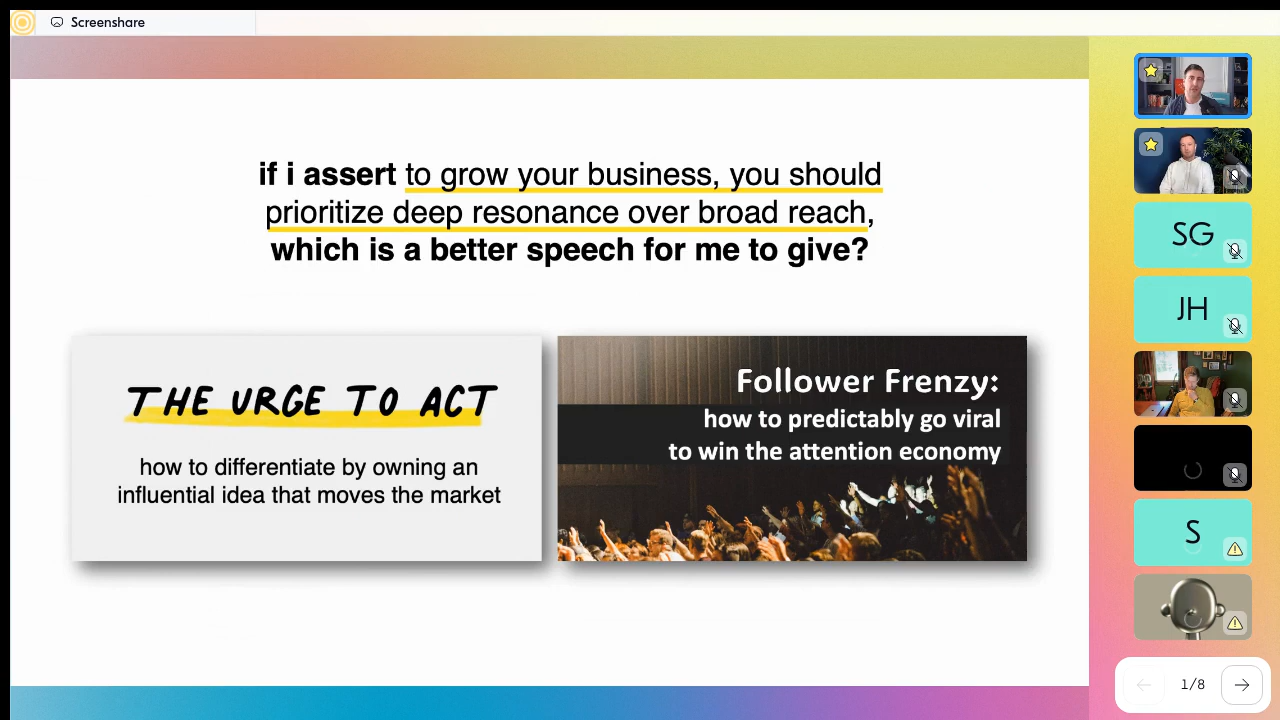 Screenshare
if i assert to grow your business, you should
prioritize deep resonance over broad reach,
which is a better speech for me to give?
THE URGE TO ACT
how to differentiate by owning an
influential idea that moves the market
Follower Frenzy:
how to predictably go viral
to win the attention economy
SG
JH
S
1/8